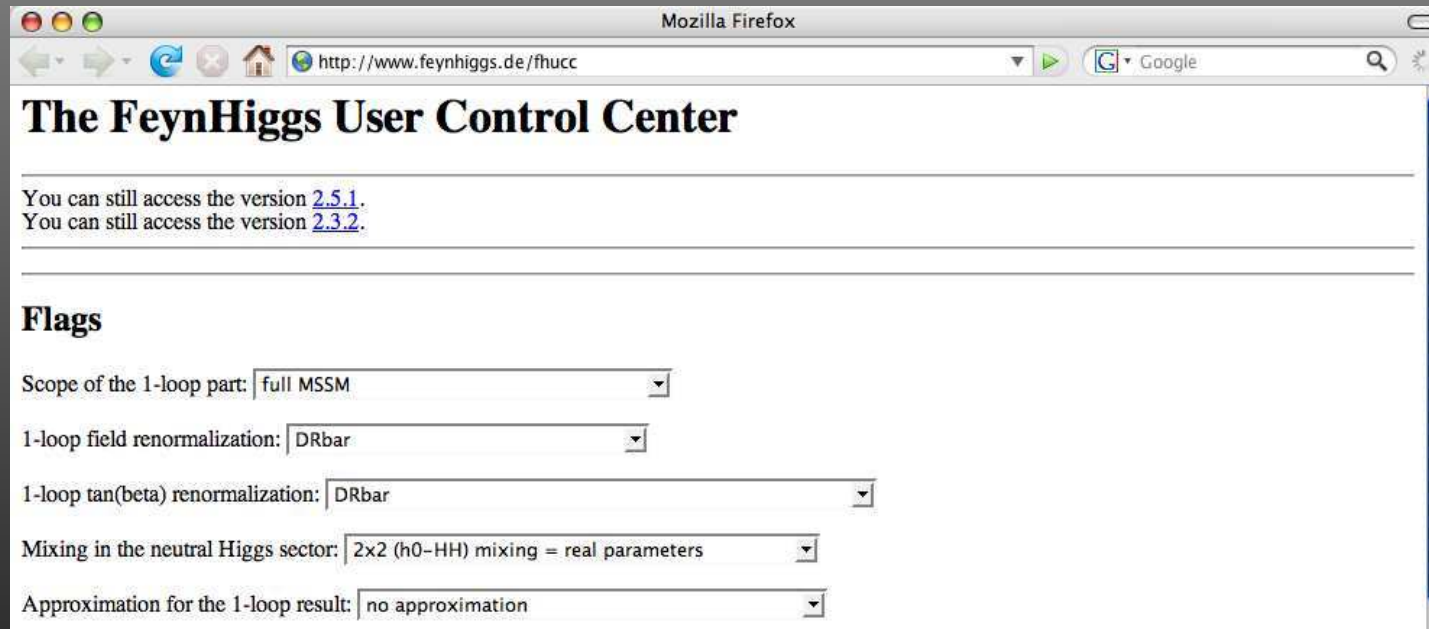 Mozilla Firefox
http://www.feynhiggs.de/fhucc
G Google
The FeynHiggs User Control Center
You can still access the version 2.5.1.
You can still access the version 2.3.2.
Flags
Scope of the 1-loop part: full MSSM
1-loop field renormalization: DRbar
1-loop tan(beta) renormalization: DRbar
Mixing in the neutral Higgs sector: 2x2 (h0-HH) mixing = real parameters
Approximation for the 1-loop result: no approximation